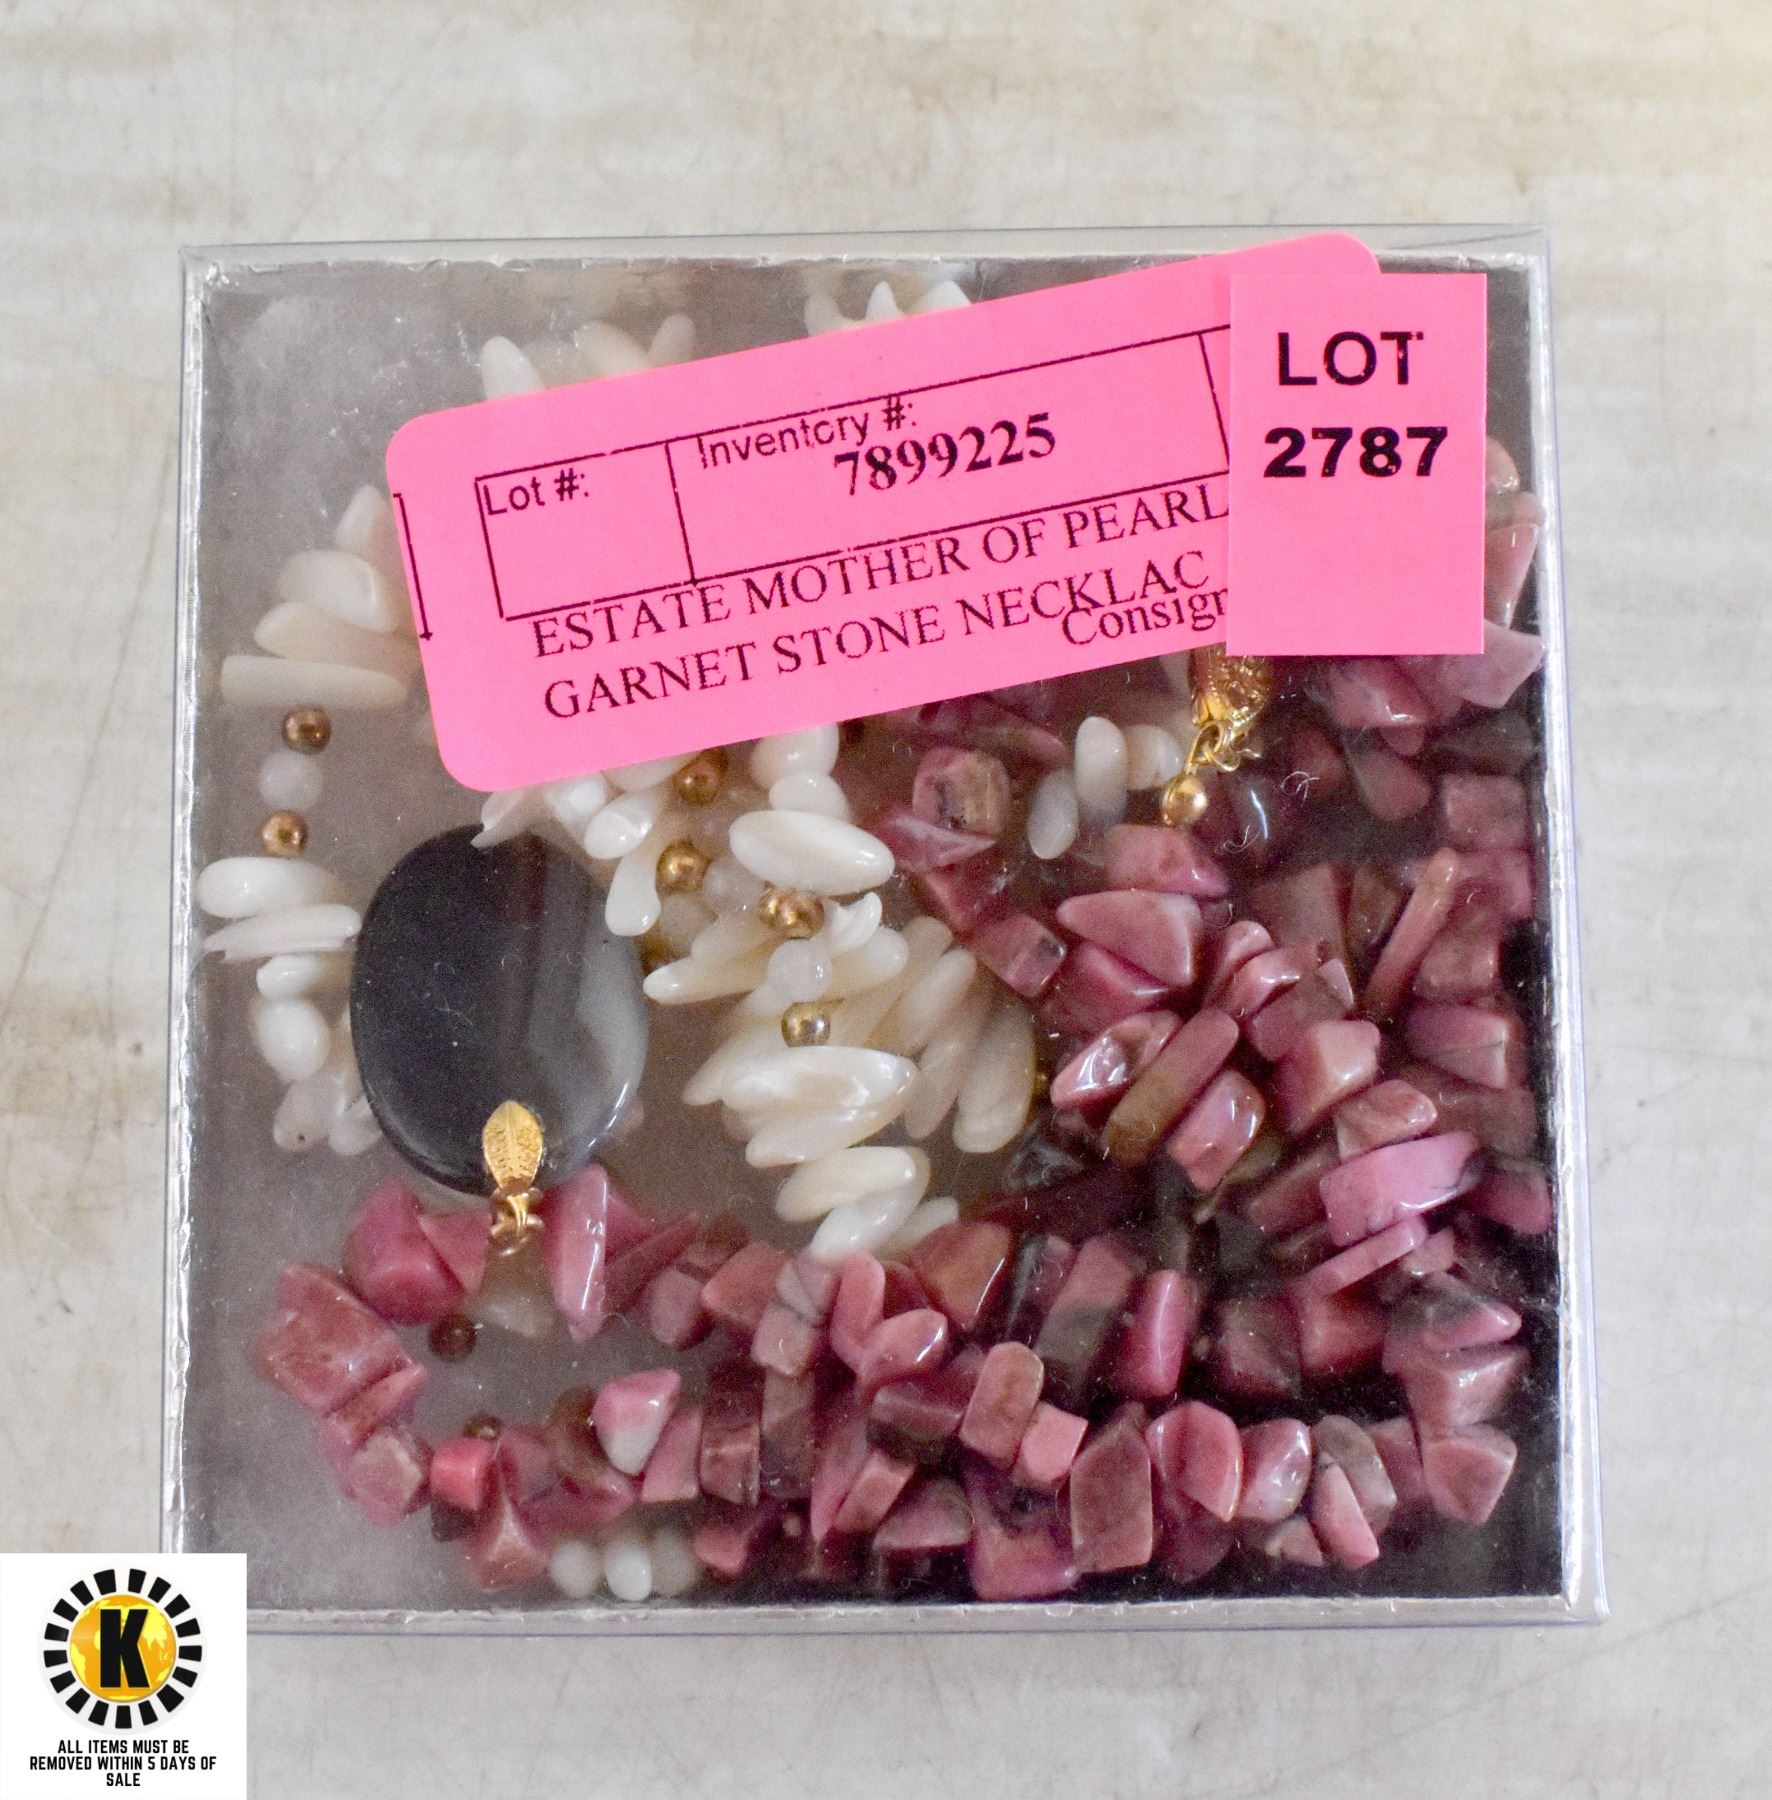 LOT
2787
Lot #:
Inventory #:
7899225
ESTATE MOTHER OF PEARL
GARNET STONE NECKLAC
Consign
K
ALL ITEMS MUST BE
REMOVED WITHIN 5 DAYS OF
SALE